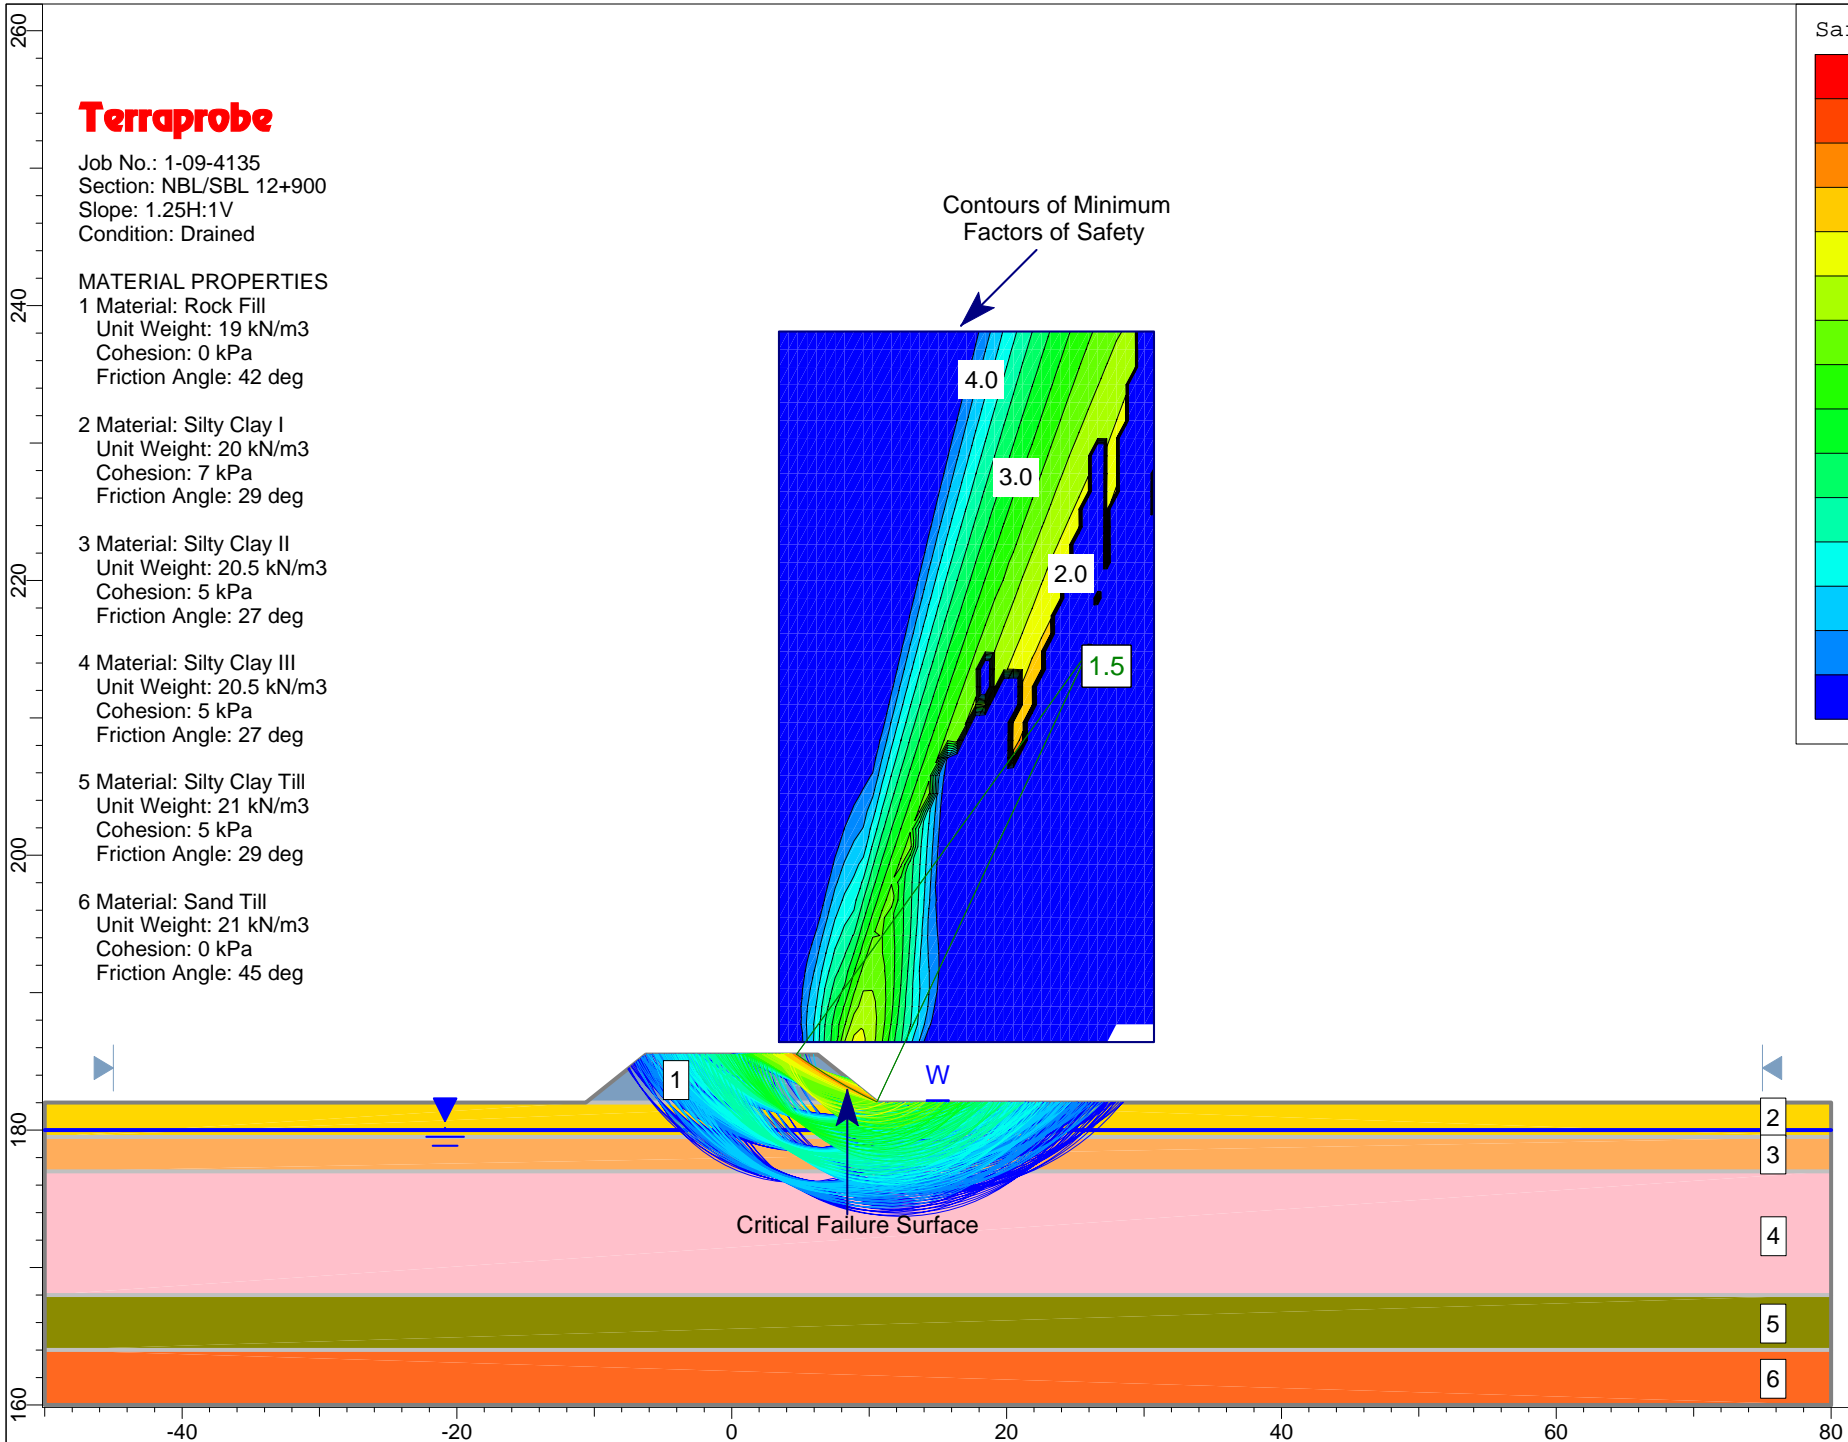 Terraprobe
Job No.: 1-09-4135
Section: NBL/SBL 12+900
Slope: 1.25H:1V
Condition: Drained
MATERIAL PROPERTIES
1 Material: Rock Fill
Unit Weight: 19 kN/m3
Cohesion: 0 kPa
Friction Angle: 42 deg
2 Material: Silty Clay I
Unit Weight: 20 kN/m3
Cohesion: 7 kPa
Friction Angle: 29 deg
3 Material: Silty Clay II
Unit Weight: 20.5 kN/m3
Cohesion: 5 kPa
Friction Angle: 27 deg
4 Material: Silty Clay III
Unit Weight: 20.5 kN/m3
Cohesion: 5 kPa
Friction Angle: 27 deg
5 Material: Silty Clay Till
Unit Weight: 21 kN/m3
Cohesion: 5 kPa
Friction Angle: 29 deg
6 Material: Sand Till
Unit Weight: 21 kN/m3
Cohesion: 0 kPa
Friction Angle: 45 deg
Contours of Minimum
Factors of Safety
4.0
3.0
2.0
1.5
W
1
Critical Failure Surface
2
3
4
5
6
260
240
220
200
180
160
-40
-20
0
20
40
60
80